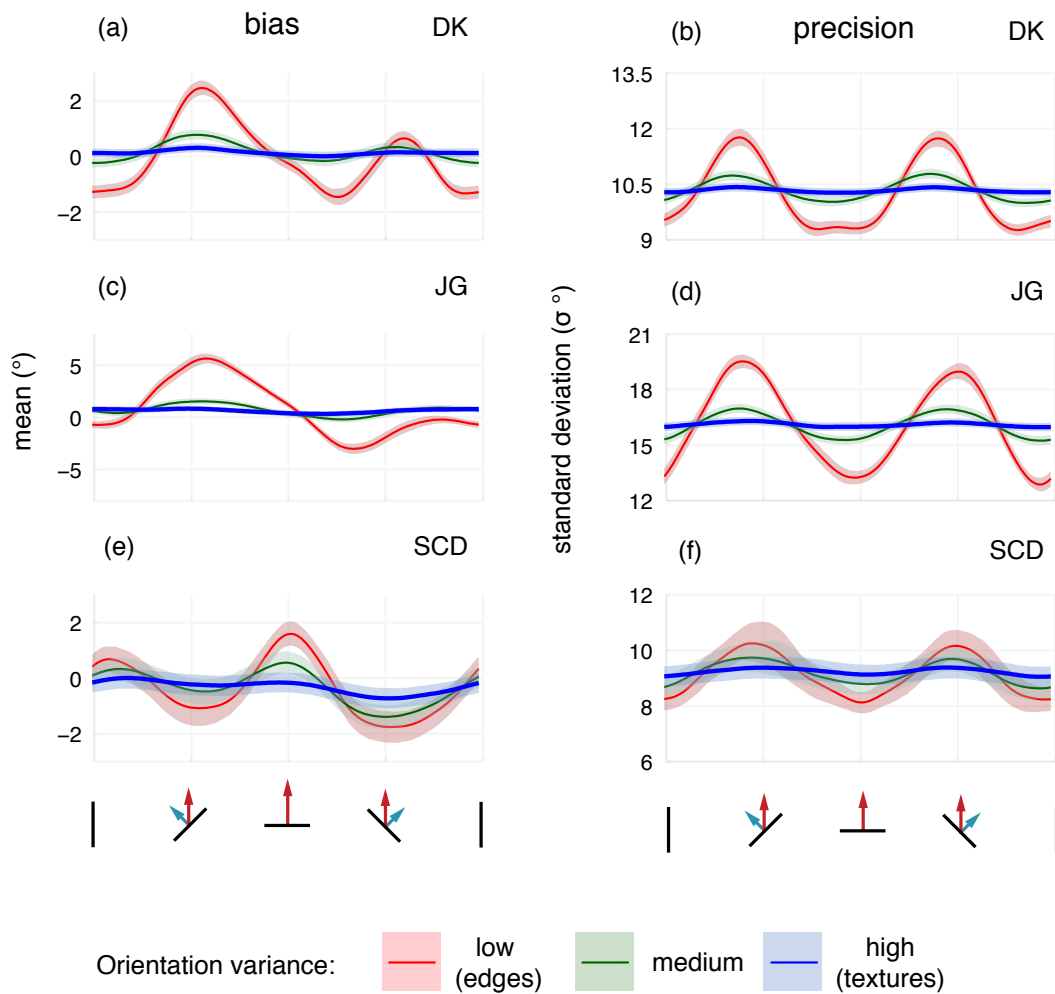 (a) bias DK
2
0
−2
(b) precision DK
13.5
12
10.5
9
(c) JG
5
0
−5
mean (°)
(d) JG
21
18
15
12
standard deviation (σ °)
(e) SCD
2
0
−2
(f) SCD
12
10
8
6
Orientation variance:
low
(edges)
medium
high
(textures)